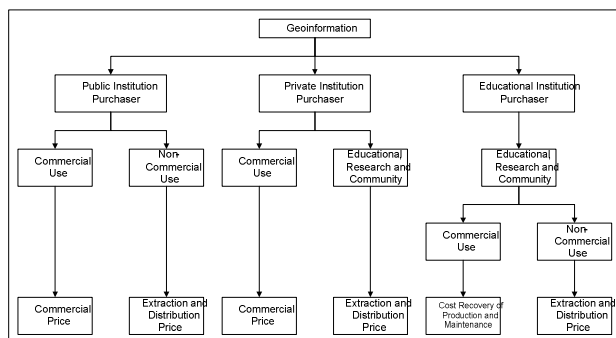 Geoinformation
Public Institution
Purchaser
Private Institution
Purchaser
Educational Institution
Purchaser
Commercial
Use
Non-
Commercial
Use
Commercial
Use
Educational,
Research and
Community
Educational,
Research and
Community
Commercial
Use
Non-
Commercial
Use
Commercial
Price
Extraction and
Distribution
Price
Commercial
Price
Extraction and
Distribution
Price
Cost Recovery of
Production and
Maintenance
Extraction and
Distribution
Price